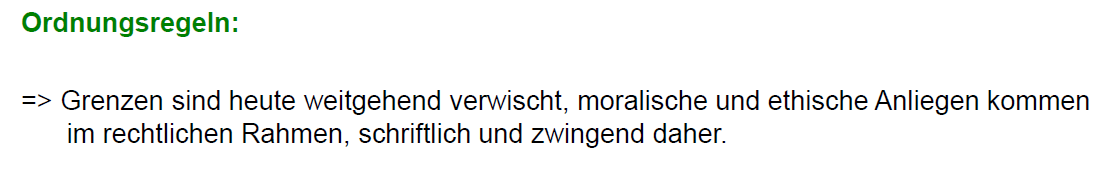 Ordnungsregeln:
=> Grenzen sind heute weitgehend verwischt, moralische und ethische Anliegen kommen
im rechtlichen Rahmen, schriftlich und zwingend daher.